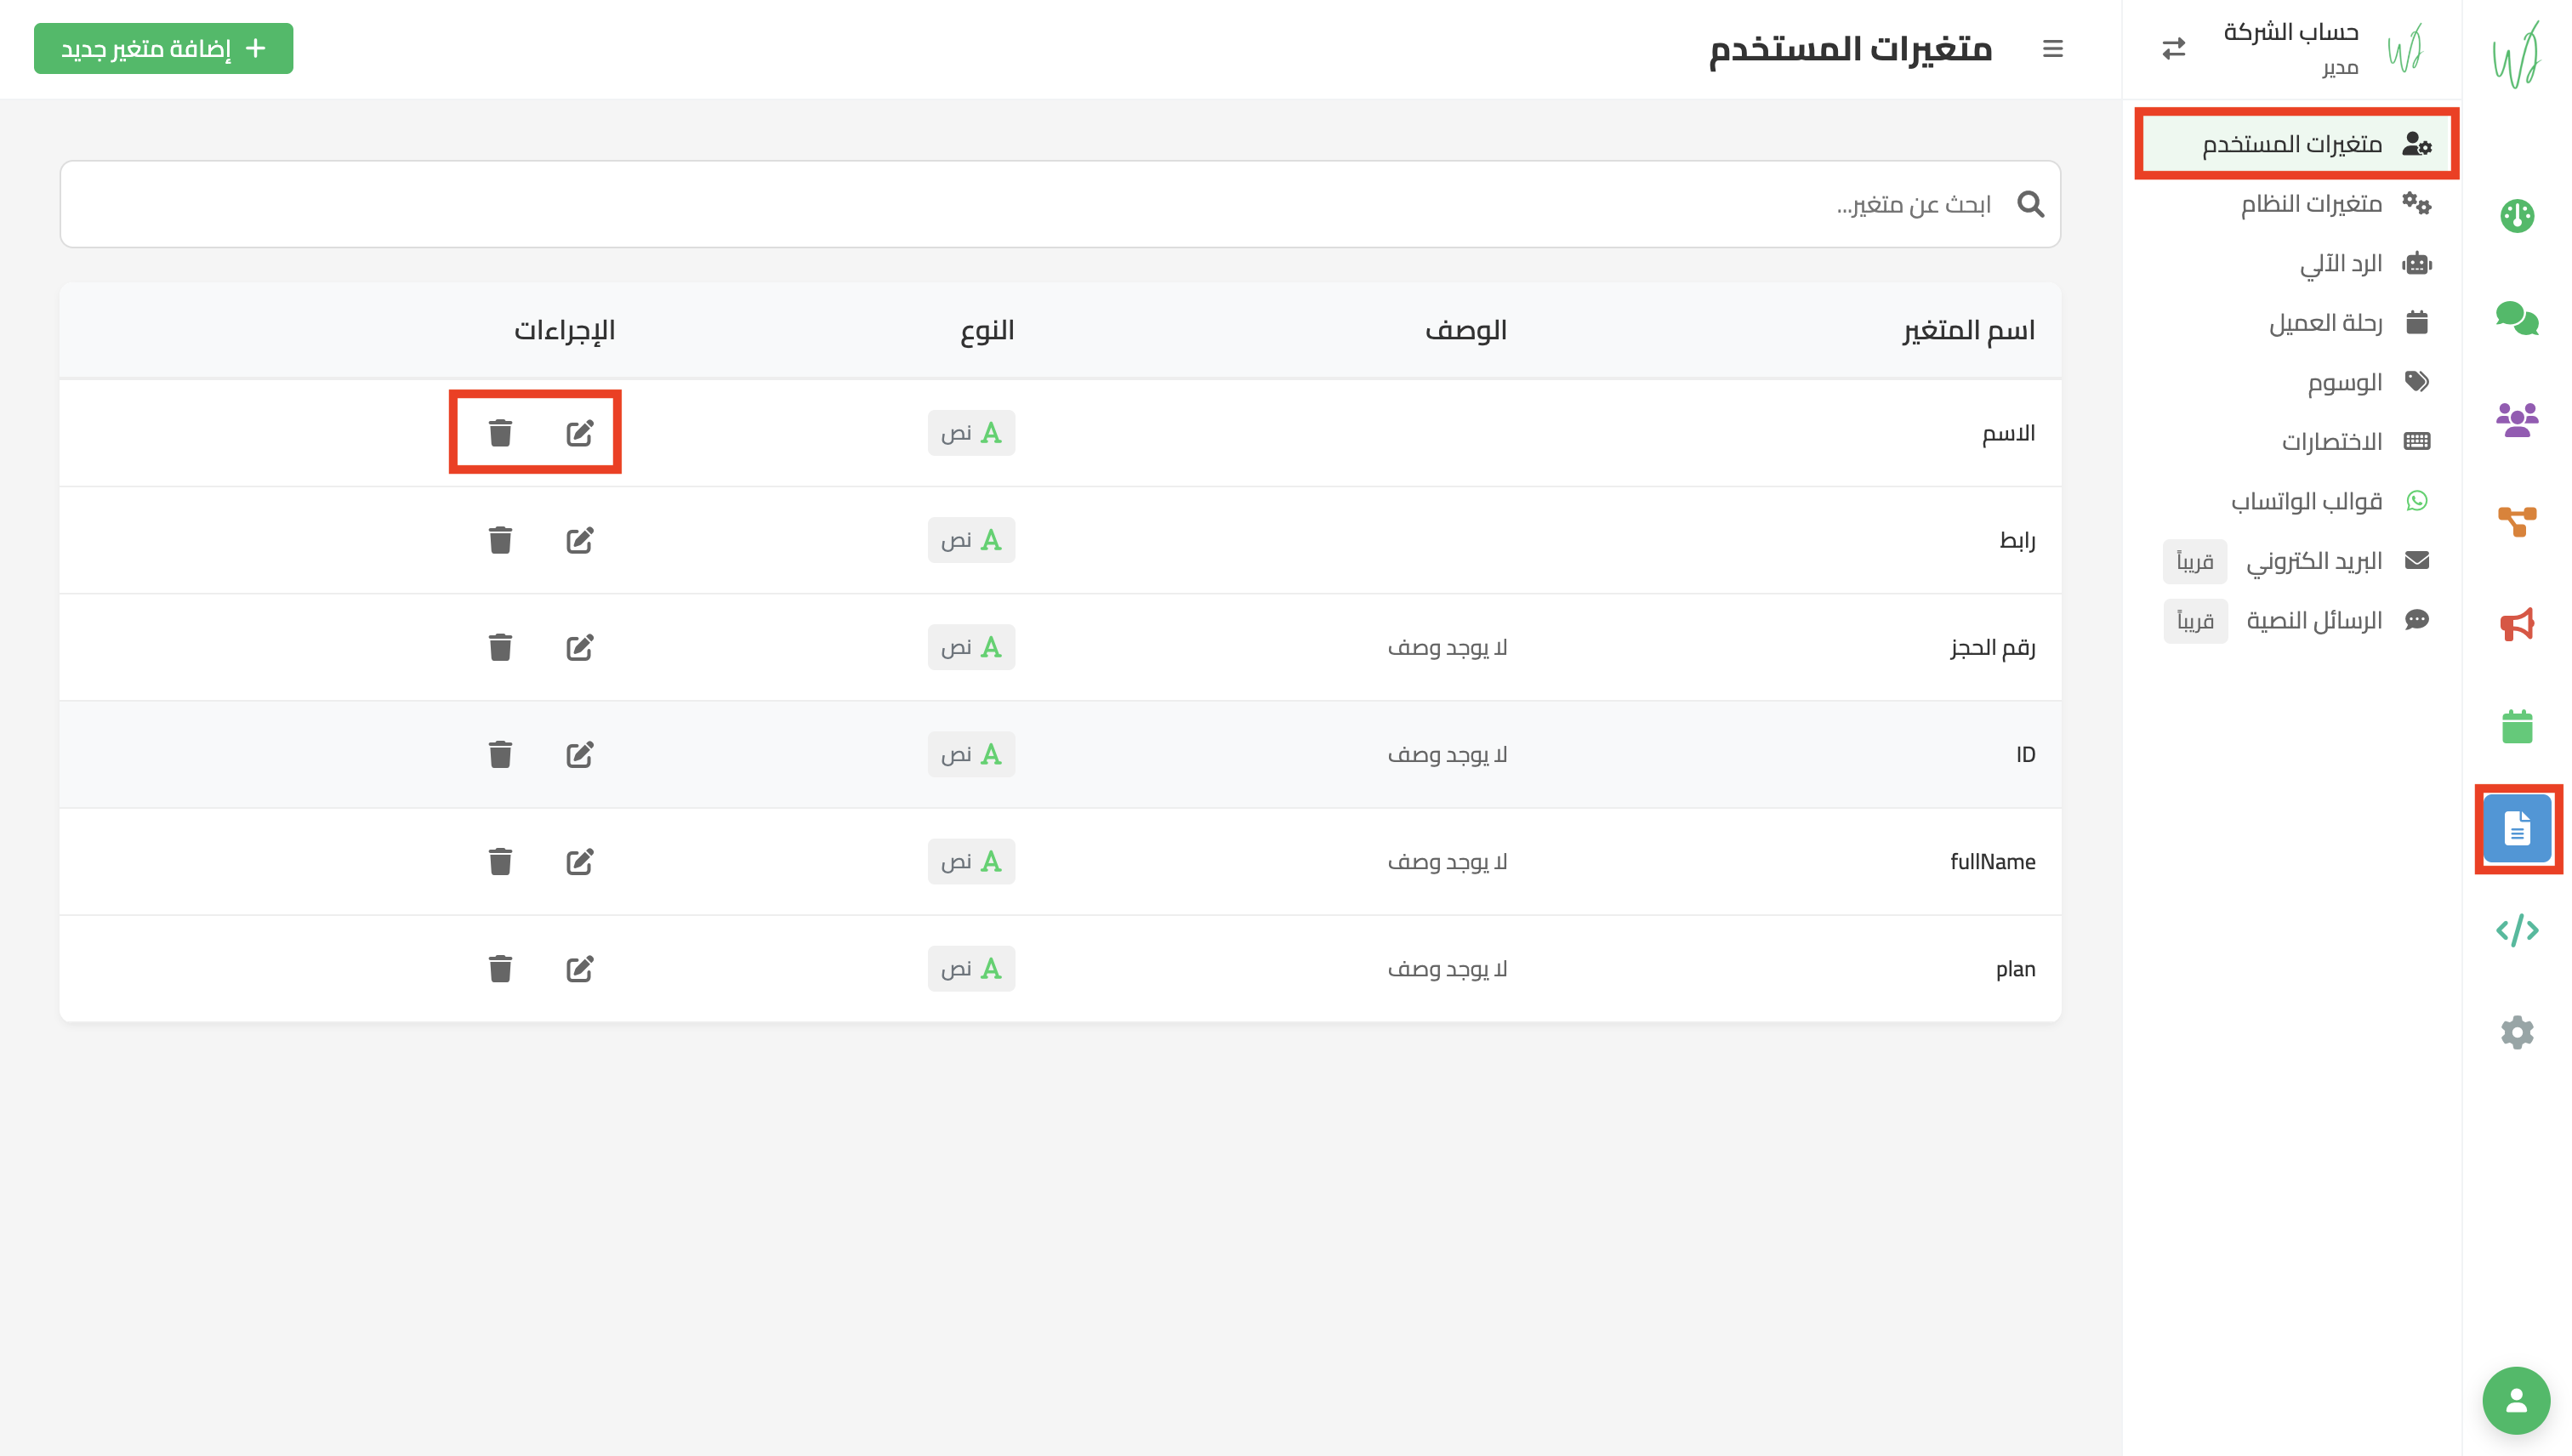 حساب الشركة
مدير
متغيرات المستخدم
متغيرات النظام
الرد الآلي
رحلة العميل
الوسوم
الاختصارات
قوالب الواتساب
البريد الكتروني قريباً
الرسائل النصية قريباً
متغيرات المستخدم
إضافة متغير جديد
ابحث عن متغير...
اسم المتغير الوصف النوع الإجراءات
الاسم نص
رابط نص
رقم الحجز لا يوجد وصف نص
ID لا يوجد وصف نص
fullName لا يوجد وصف نص
plan لا يوجد وصف نص